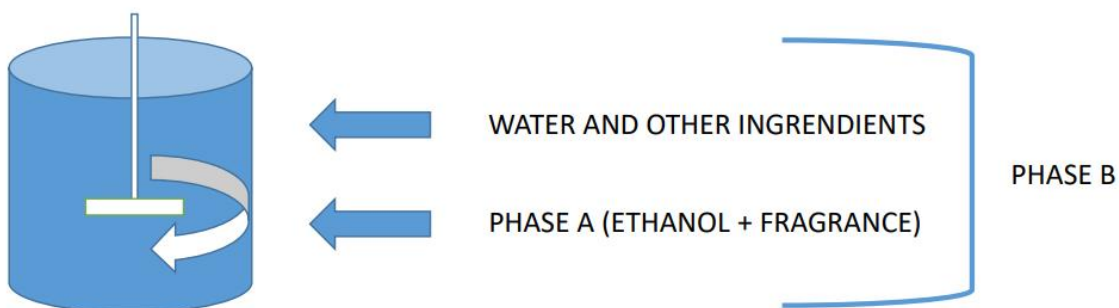 WATER AND OTHER INGRENDIENTS
PHASE A (ETHANOL + FRAGRANCE)
PHASE B